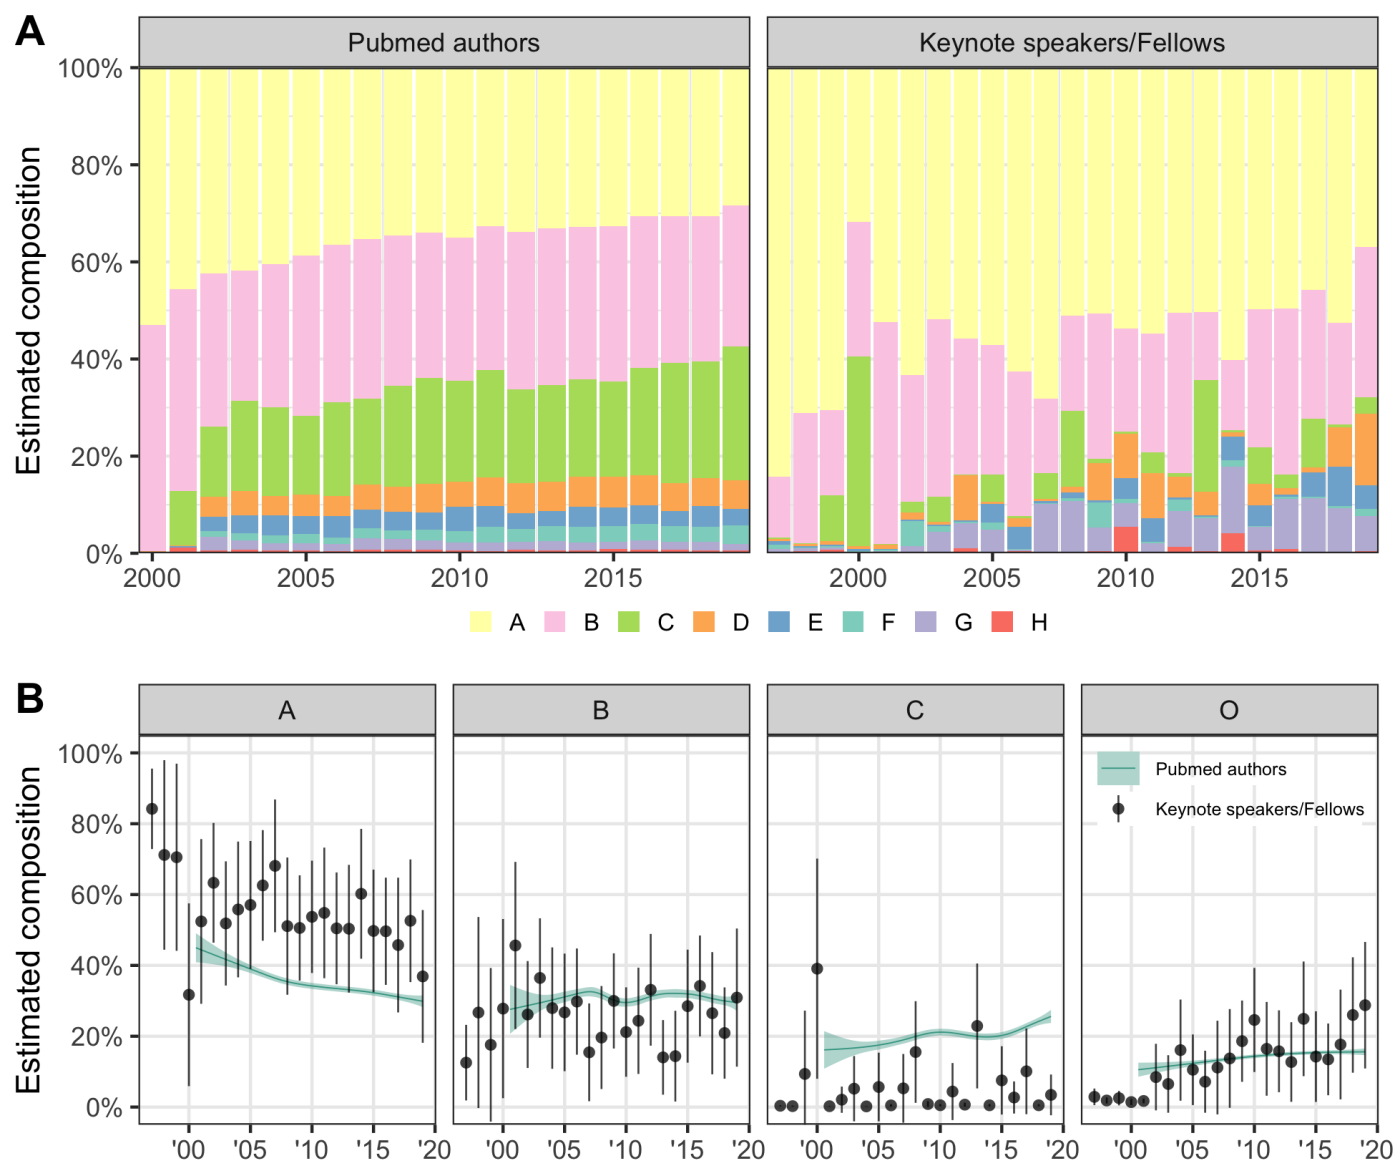 A
Pubmed authors
Keynote speakers/Fellows
Estimated composition
100%
80%
60%
40%
20%
0%
2000 2005 2010 2015
2000 2005 2010 2015
A B C D E F G H
B
A B C O
Estimated composition
100%
80%
60%
40%
20%
0%
Pubmed authors
Keynote speakers/Fellows
'00 '05 '10 '15 '20
'00 '05 '10 '15 '20
'00 '05 '10 '15 '20
'00 '05 '10 '15 '20